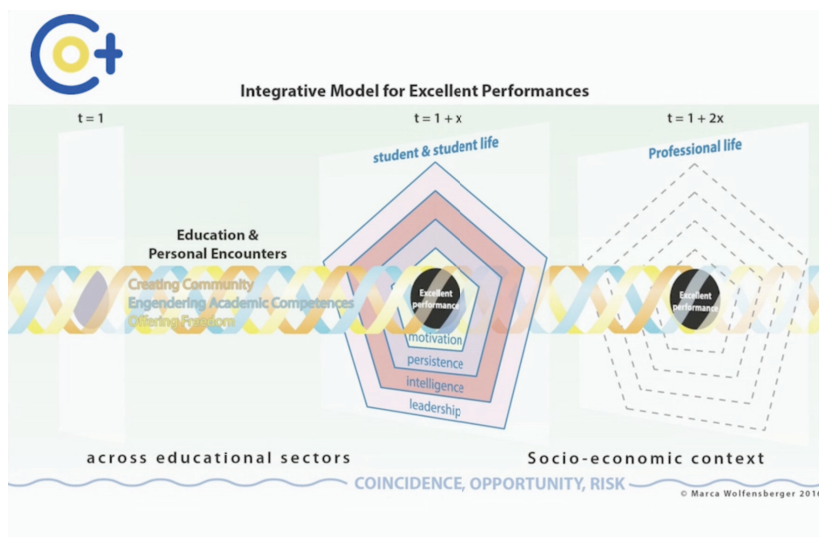 Integrative Model for Excellent Performances
t = 1
t = 1 + x
t = 1 + 2x
student & student life
Professional life
Education &
Personal Encounters
Creating Community
Engendering Academic Competences
Offering Freedom
Excellent
performance
Excellent
performance
motivation
persistence
intelligence
leadership
across educational sectors
Socio-economic context
COINCIDENCE, OPPORTUNITY, RISK
© Marca Wolfensberger 2016